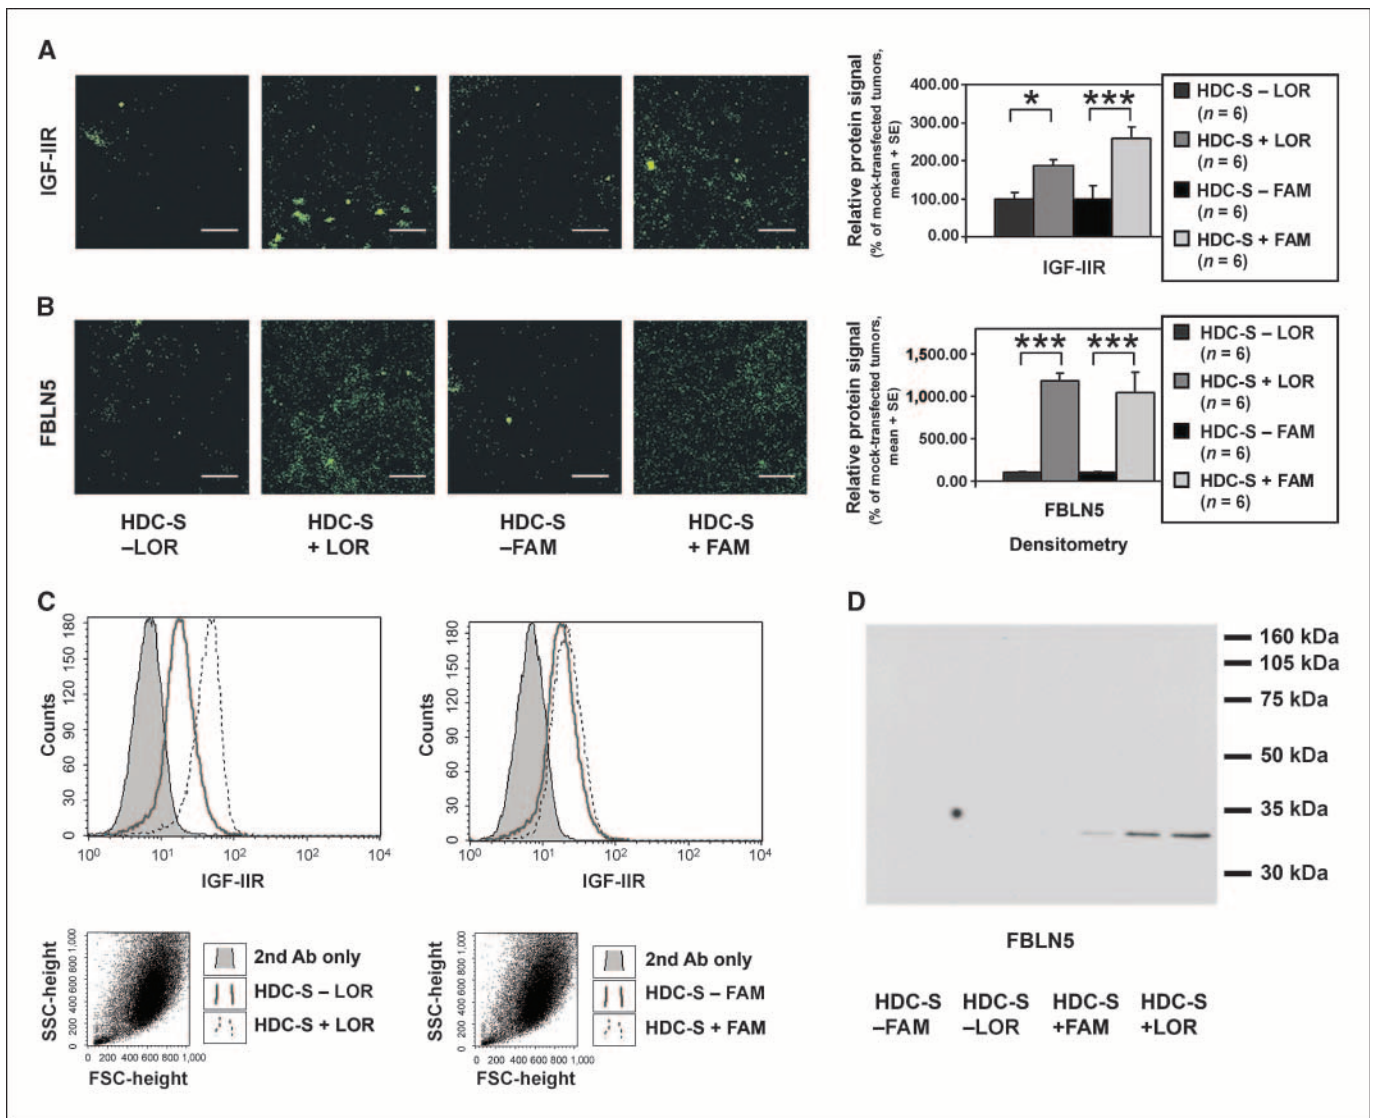 A
IGF-IIR
Relative protein signal
(% of mock-transfected tumors,
mean + SE)
400.00
300.00
200.00
100.00
0.00
* ***
IGF-IIR
HDC-S – LOR
(n = 6)
HDC-S + LOR
(n = 6)
HDC-S – FAM
(n = 6)
HDC-S + FAM
(n = 6)
B
FBLN5
HDC-S
–LOR
HDC-S
+ LOR
HDC-S
–FAM
HDC-S
+ FAM
Relative protein signal
(% of mock-transfected tumors,
mean + SE)
1,500.00
1,000.00
500.00
0.00
*** ***
FBLN5
Densitometry
HDC-S – LOR
(n = 6)
HDC-S + LOR
(n = 6)
HDC-S – FAM
(n = 6)
HDC-S + FAM
(n = 6)
C
Counts
180
150
120
90
60
30
0
10⁰ 10¹ 10² 10² 10⁴
IGF-IIR
Counts
180
150
120
90
60
30
0
10⁰ 10¹ 10² 10² 10⁴
IGF-IIR
SSC-height
0 200 400 600 800 1,000
0 200 400 600 800 1,000
FSC-height
2nd Ab only
HDC-S – LOR
HDC-S + LOR
SSC-height
0 200 400 600 800 1,000
0 200 400 600 800 1,000
FSC-height
2nd Ab only
HDC-S – FAM
HDC-S + FAM
D
160 kDa
105 kDa
75 kDa
50 kDa
35 kDa
30 kDa
FBLN5
HDC-S
–FAM
HDC-S
–LOR
HDC-S
+FAM
HDC-S
+LOR